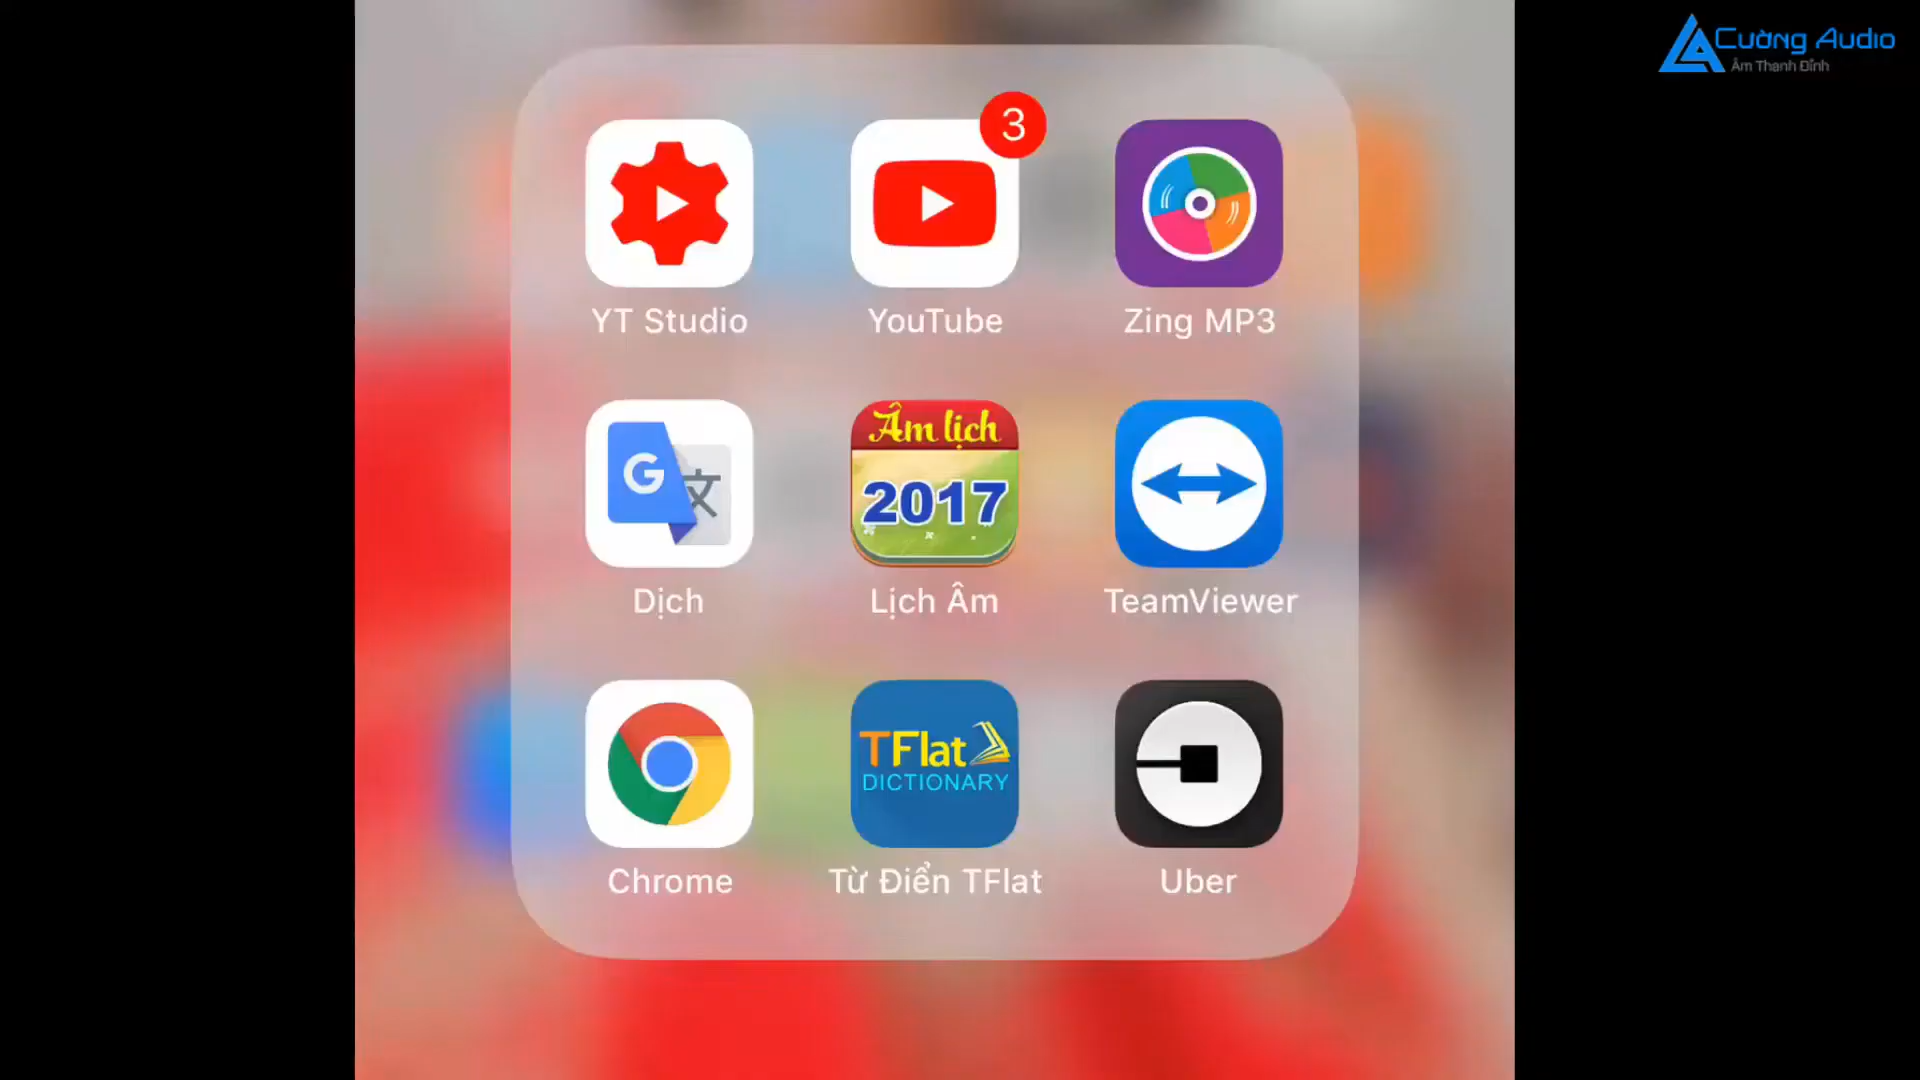 Cường Audio
Âm Thanh Đỉnh
3
YT Studio
YouTube
Zing MP3
G 文
Âm lịch
2017
Dịch
Lịch Âm
TeamViewer
TFlat
DICTIONARY
Chrome
Từ Điển TFlat
Uber